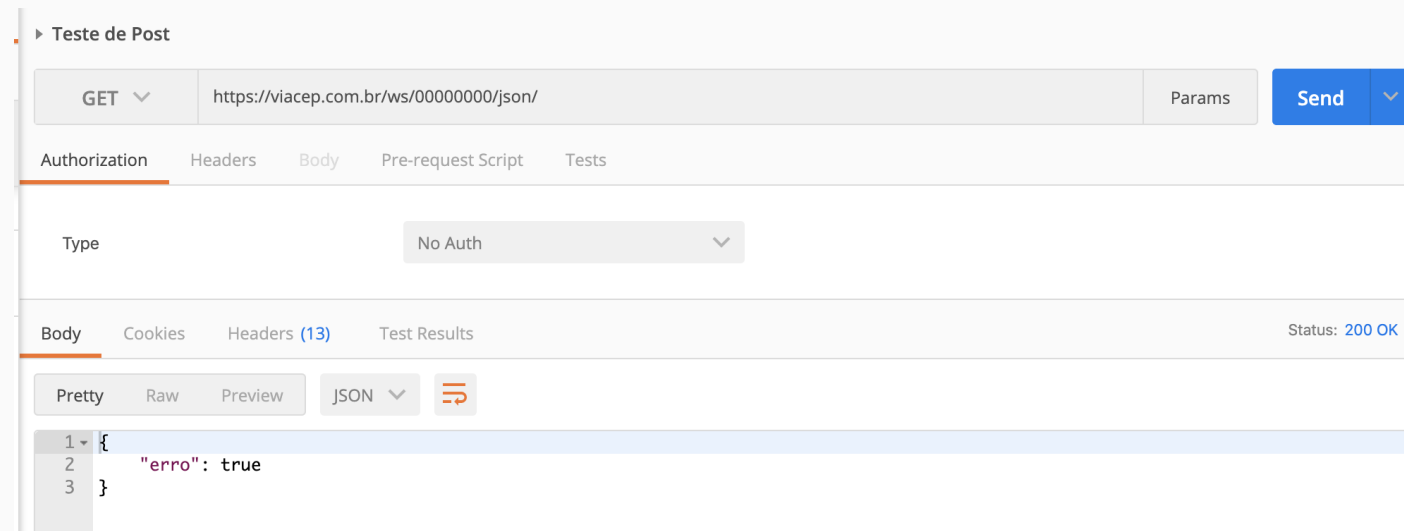 Teste de Post
GET https://viacep.com.br/ws/00000000/json/ Params Send
Authorization Headers Body Pre-request Script Tests
Type No Auth
Body Cookies Headers (13) Test Results Status: 200 OK
Pretty Raw Preview JSON
1 {
2 "erro": true
3 }